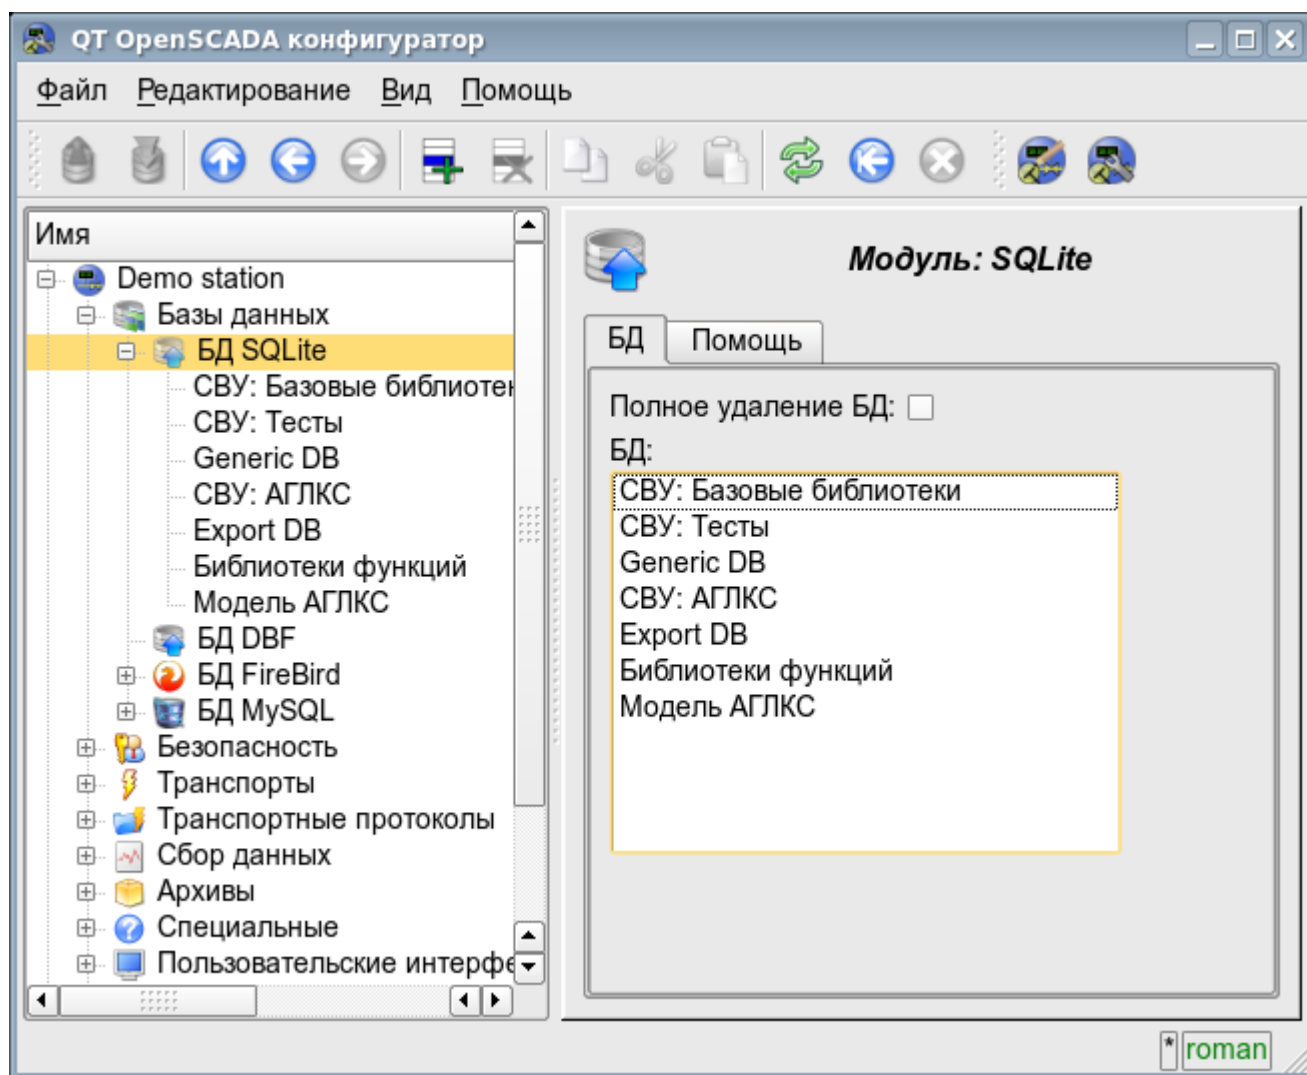 QT OpenSCADA конфигуратор
Файл Редактирование Вид Помощь
Имя
Demo station
Базы данных
БД SQLite
СВУ: Базовые
СВУ: Тесты
Generic DB
СВУ: АГЛКС
Export DB
Библиотеки функций
Модель АГЛКС
БД DBF
БД FireBird
БД MySQL
Безопасность
Транспорты
Транспортные протоколы
Сбор данных
Архивы
Специальные
Пользовательские
Модуль: SQLite
БД Помощь
Полное удаление БД:
БД:
СВУ: Базовые библиотеки
СВУ: Тесты
Generic DB
СВУ: АГЛКС
Export DB
Библиотеки функций
Модель АГЛКС
* roman